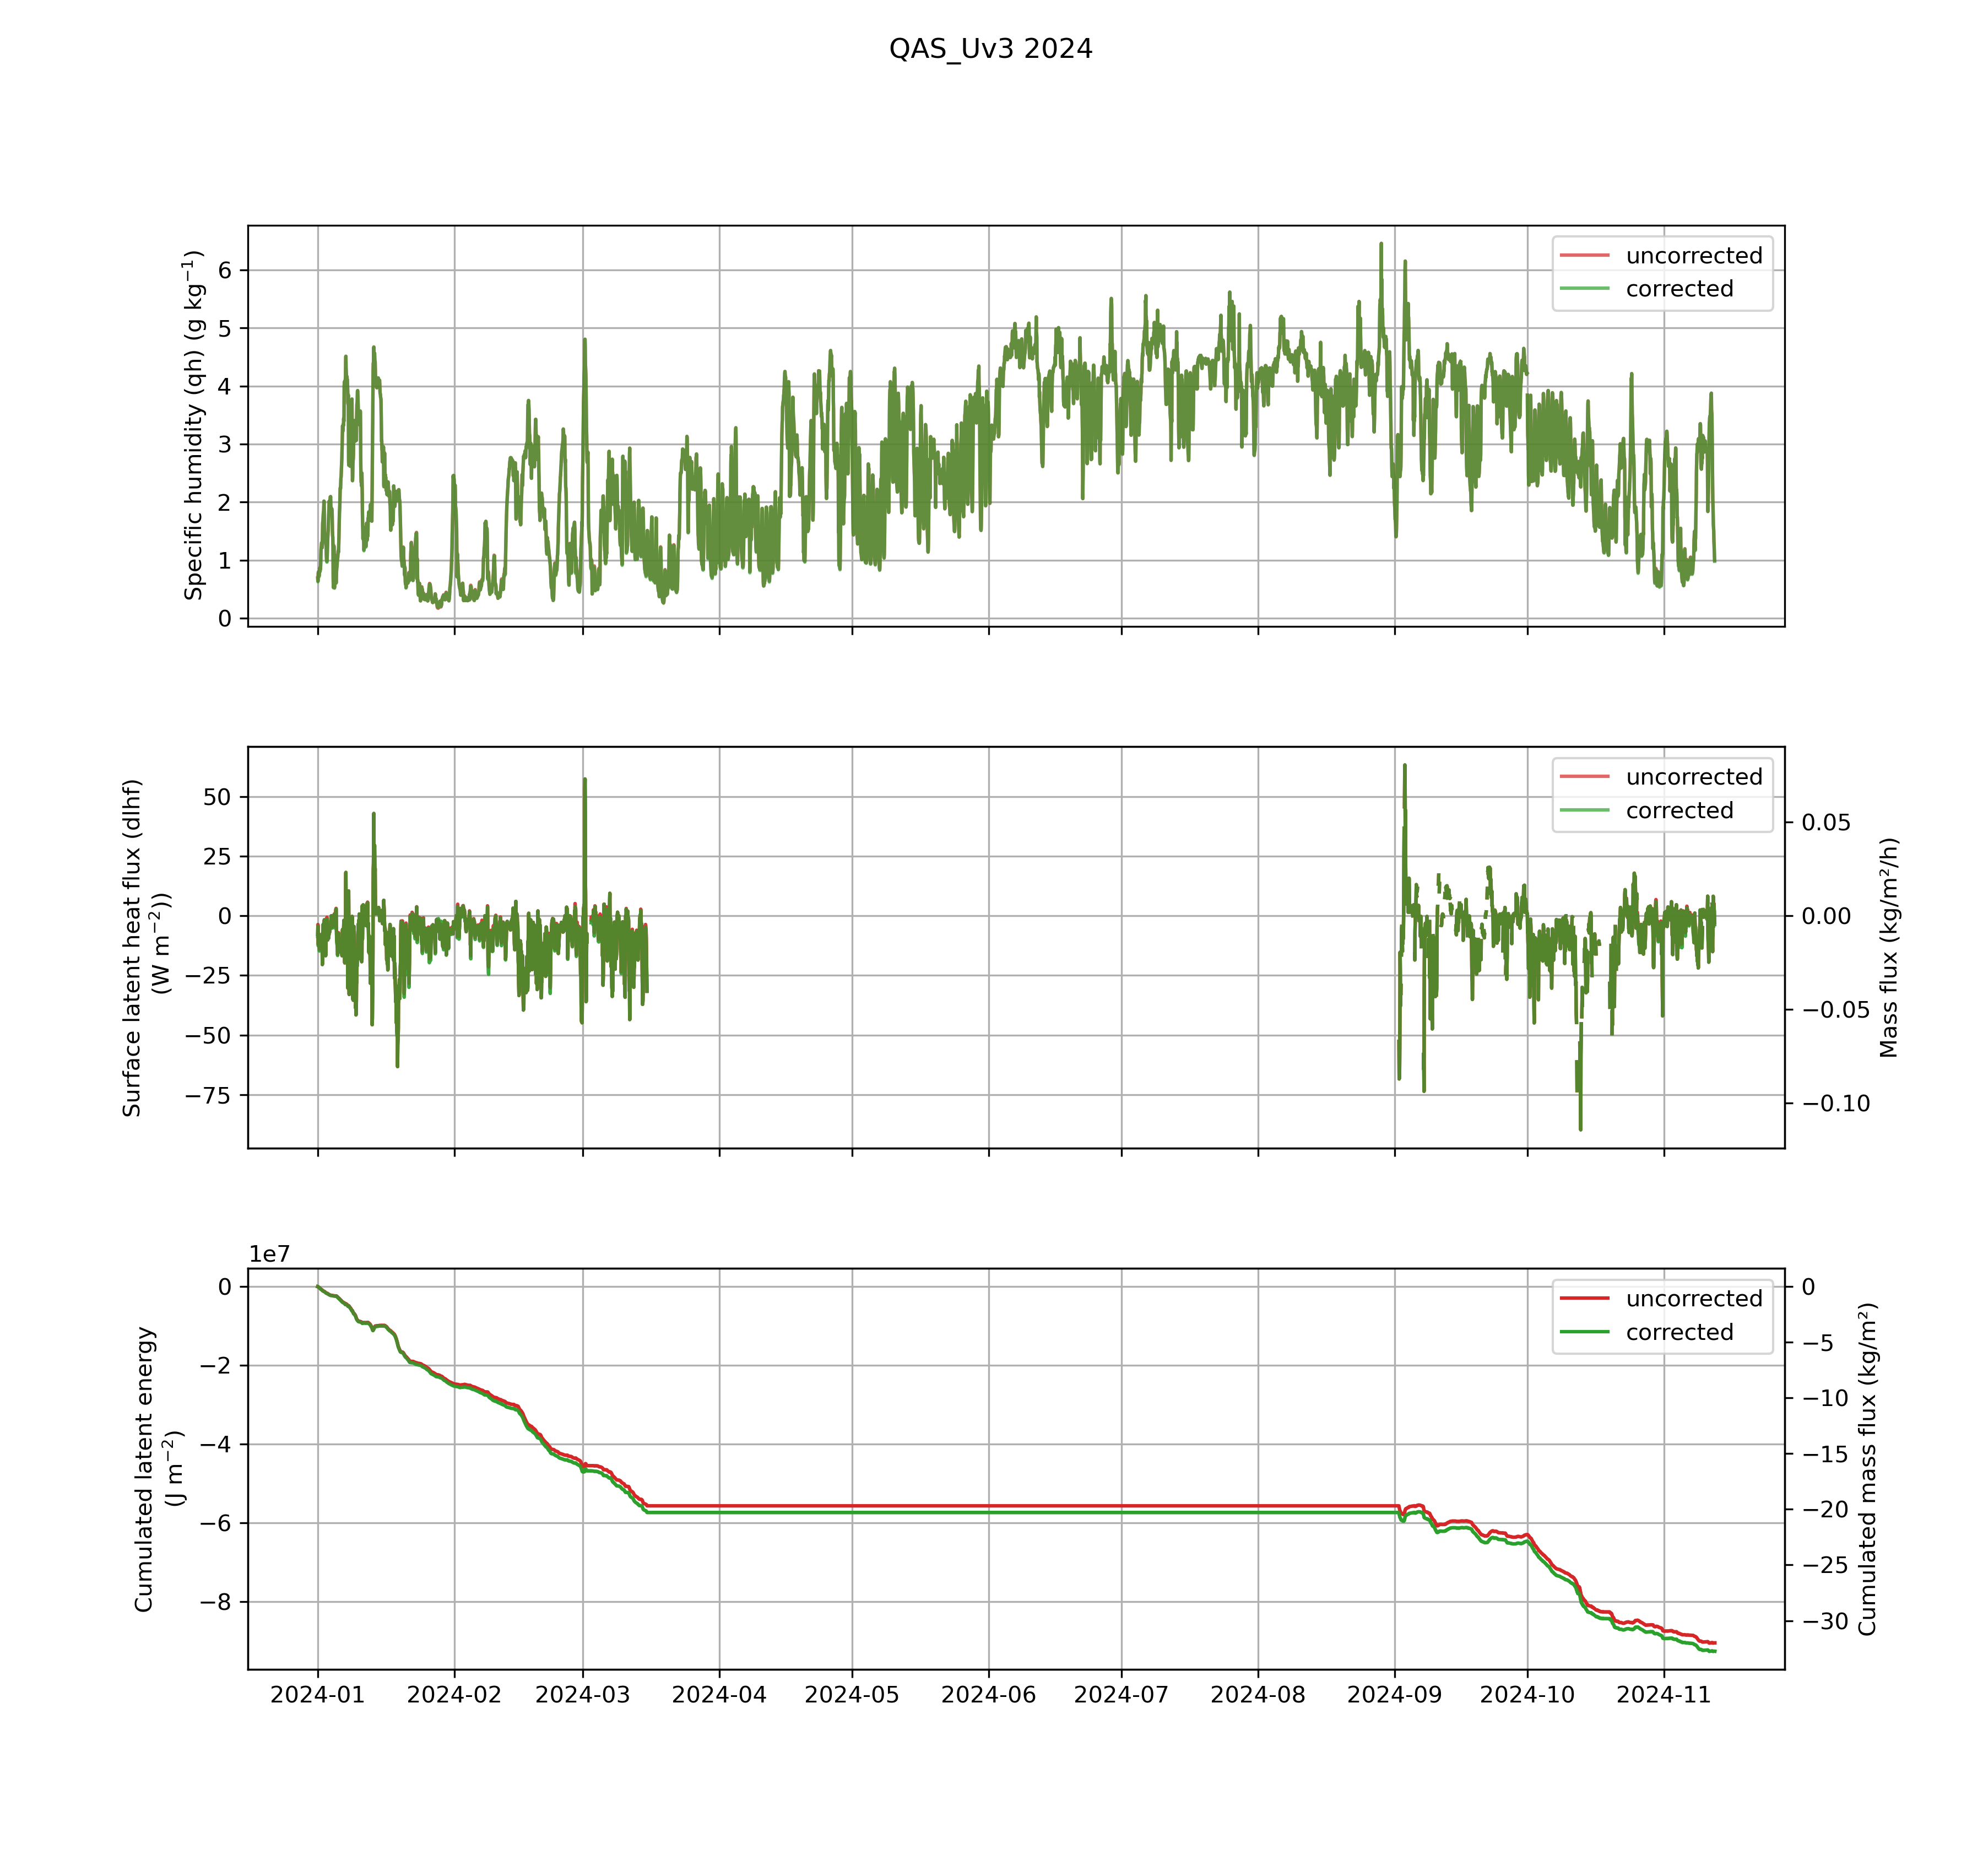 QAS_Uv3 2024
Specific humidity (qh) (g kg⁻¹)
6
5
4
3
2
1
0
uncorrected
corrected
Surface latent heat flux (dlhf)
(W m⁻²))
50
25
0
−25
−50
−75
uncorrected
corrected
0.05
0.00
−0.05
−0.10
Mass flux (kg/m²/h)
1e7
Cumulated latent energy
(J m⁻²)
0
−2
−4
−6
−8
uncorrected
corrected
0
−5
−10
−15
−20
−25
−30
Cumulated mass flux (kg/m²)
2024-01 2024-02 2024-03 2024-04 2024-05 2024-06 2024-07 2024-08 2024-09 2024-10 2024-11